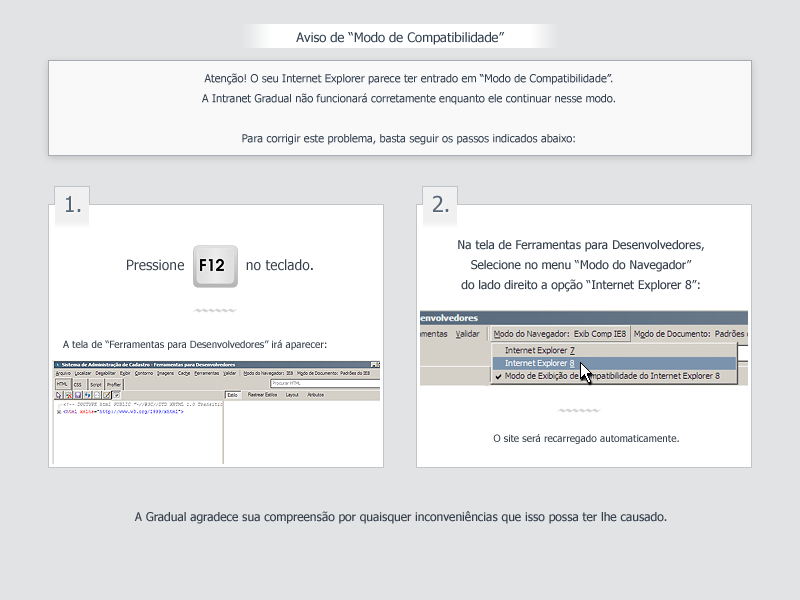 Aviso de “Modo de Compatibilidade”
Atenção! O seu Internet Explorer parece ter entrado em “Modo de Compatibilidade”.
A Intranet Gradual não funcionará corretamente enquanto ele continuar nesse modo.
Para corrigir este problema, basta seguir os passos indicados abaixo:
1.
Pressione F12 no teclado.
A tela de “Ferramentas para Desenvolvedores” irá aparecer:
Sistema de Administração de Cadastro - Ferramentas para Desenvolvedores
Arquivo Localizar Desabilitar Exibir Contorno Imagens Cache Ferramentas Validar Modo do Navegador: IE8 Modo de Documento: Padrões do IE8
HTML CSS Script Profiler Procurar HTML
Estilo Rastrear Estilos Layout Atributos
<!-- DOCTYPE html PUBLIC "-//W3C//DTD XHTML 1.0 Transitio
<html xmlns="http://www.w3.org/1999/xhtml">
2.
Na tela de Ferramentas para Desenvolvedores,
Selecione no menu “Modo do Navegador”
do lado direito a opção “Internet Explorer 8”:
envolvedores
mentas Validar Modo do Navegador: Exib Comp IE8 Modo de Documento: Padrões
Internet Explorer 7
Internet Explorer 8
Modo de Exibição de Compatibilidade do Internet Explorer 8
O site será recarregado automaticamente.
A Gradual agradece sua compreensão por quaisquer inconveniências que isso possa ter lhe causado.